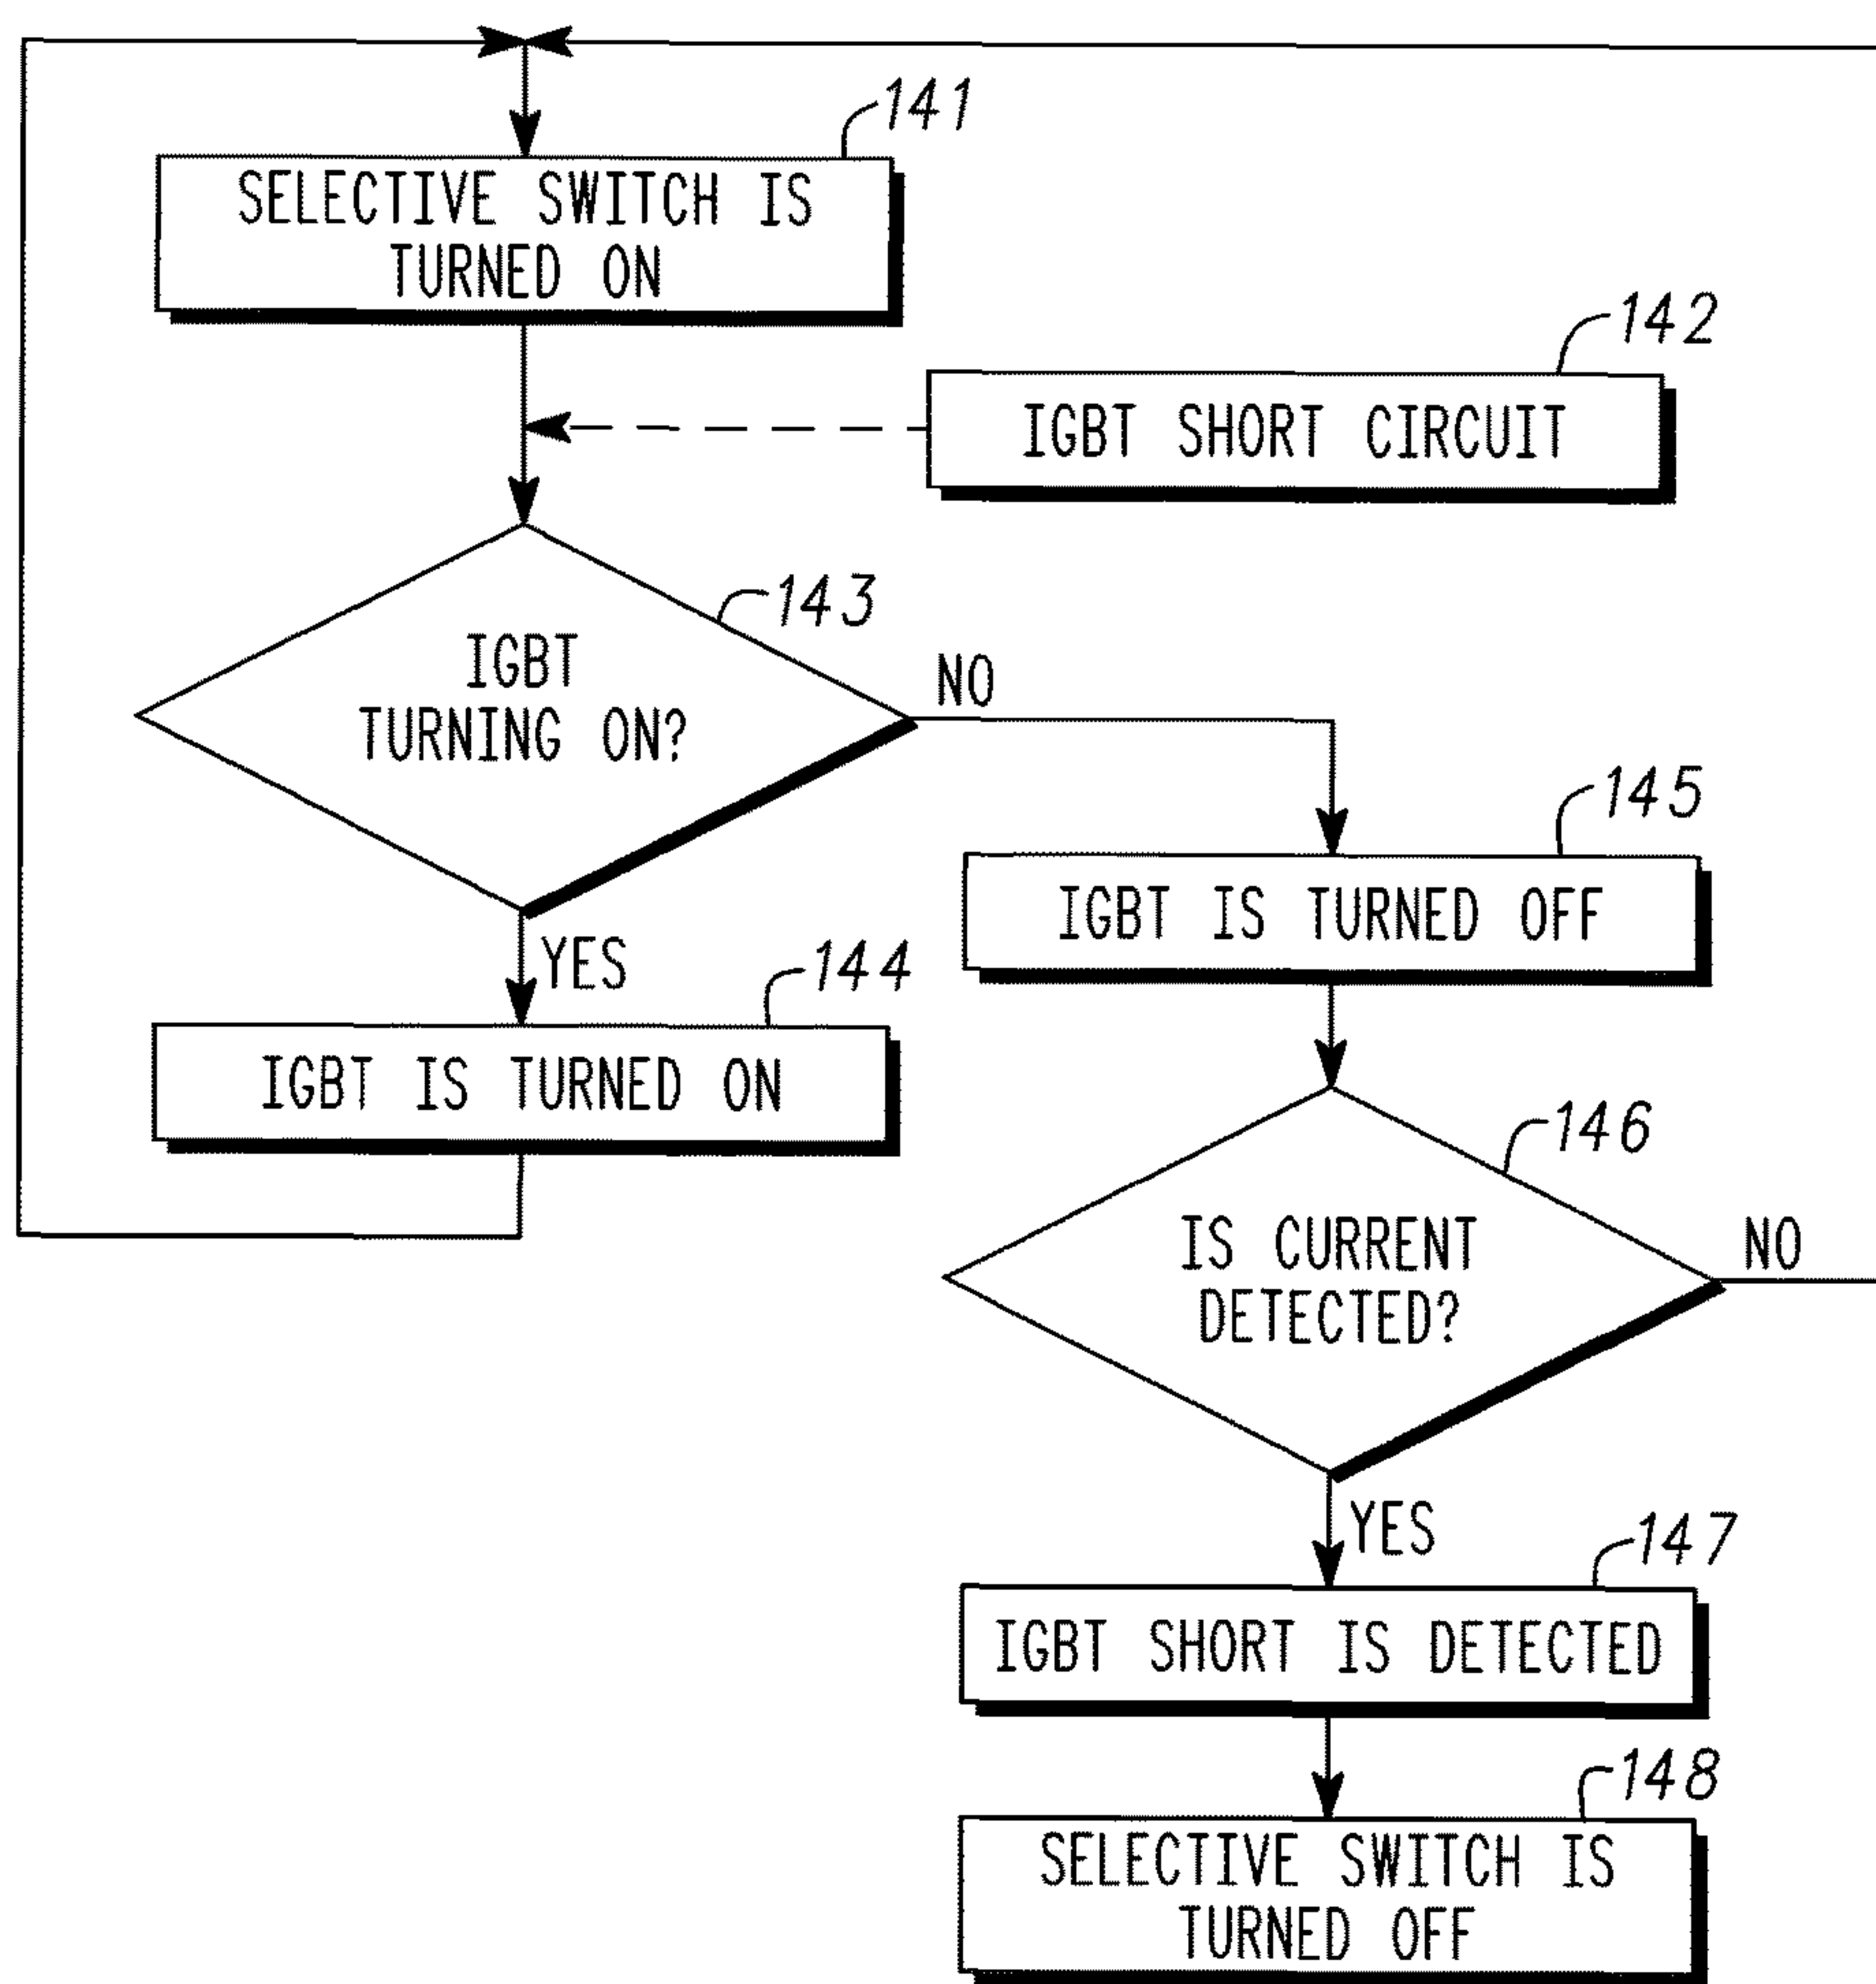 141
SELECTIVE SWITCH IS
TURNED ON
142
IGBT SHORT CIRCUIT
143
IGBT
TURNING ON?
NO
145
IGBT IS TURNED OFF
YES
144
IGBT IS TURNED ON
146
IS CURRENT
DETECTED?
NO
YES
147
IGBT SHORT IS DETECTED
148
SELECTIVE SWITCH IS
TURNED OFF